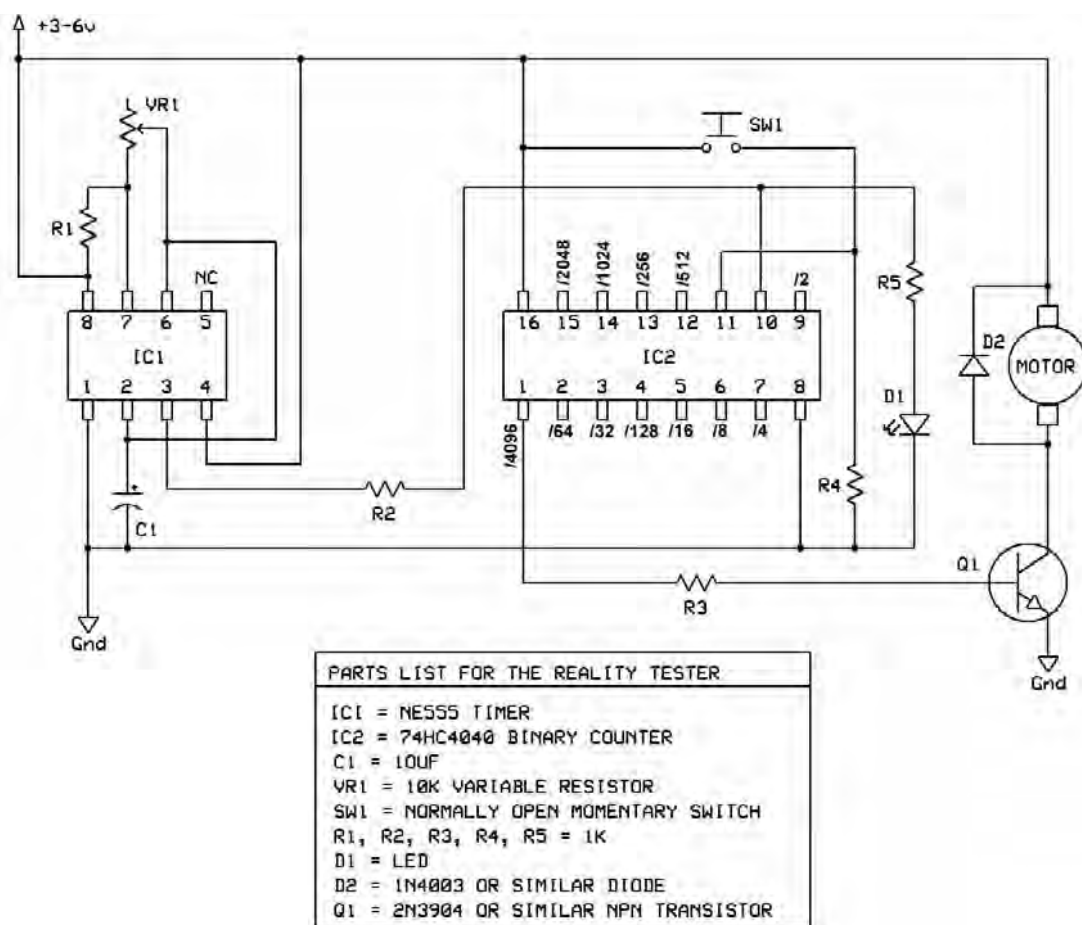 +3-6v
VR1
SW1
R1
NC
/2048
/1024
/256
/512
/2
R5
8 7 6 5
16 15 14 13 12 11 10 9
IC1
IC2
D2
MOTOR
1 2 3 4
1 2 3 4 5 6 7 8
D1
/4096
/64
/32
/128
/16
/8
/4
R4
R2
C1
+
Q1
R3
Gnd
Gnd
PARTS LIST FOR THE REALITY TESTER
IC1 = NE555 TIMER
IC2 = 74HC4040 BINARY COUNTER
C1 = 10UF
VR1 = 10K VARIABLE RESISTOR
SW1 = NORMALLY OPEN MOMENTARY SWITCH
R1, R2, R3, R4, R5 = 1K
D1 = LED
D2 = 1N4003 OR SIMILAR DIODE
Q1 = 2N3904 OR SIMILAR NPN TRANSISTOR